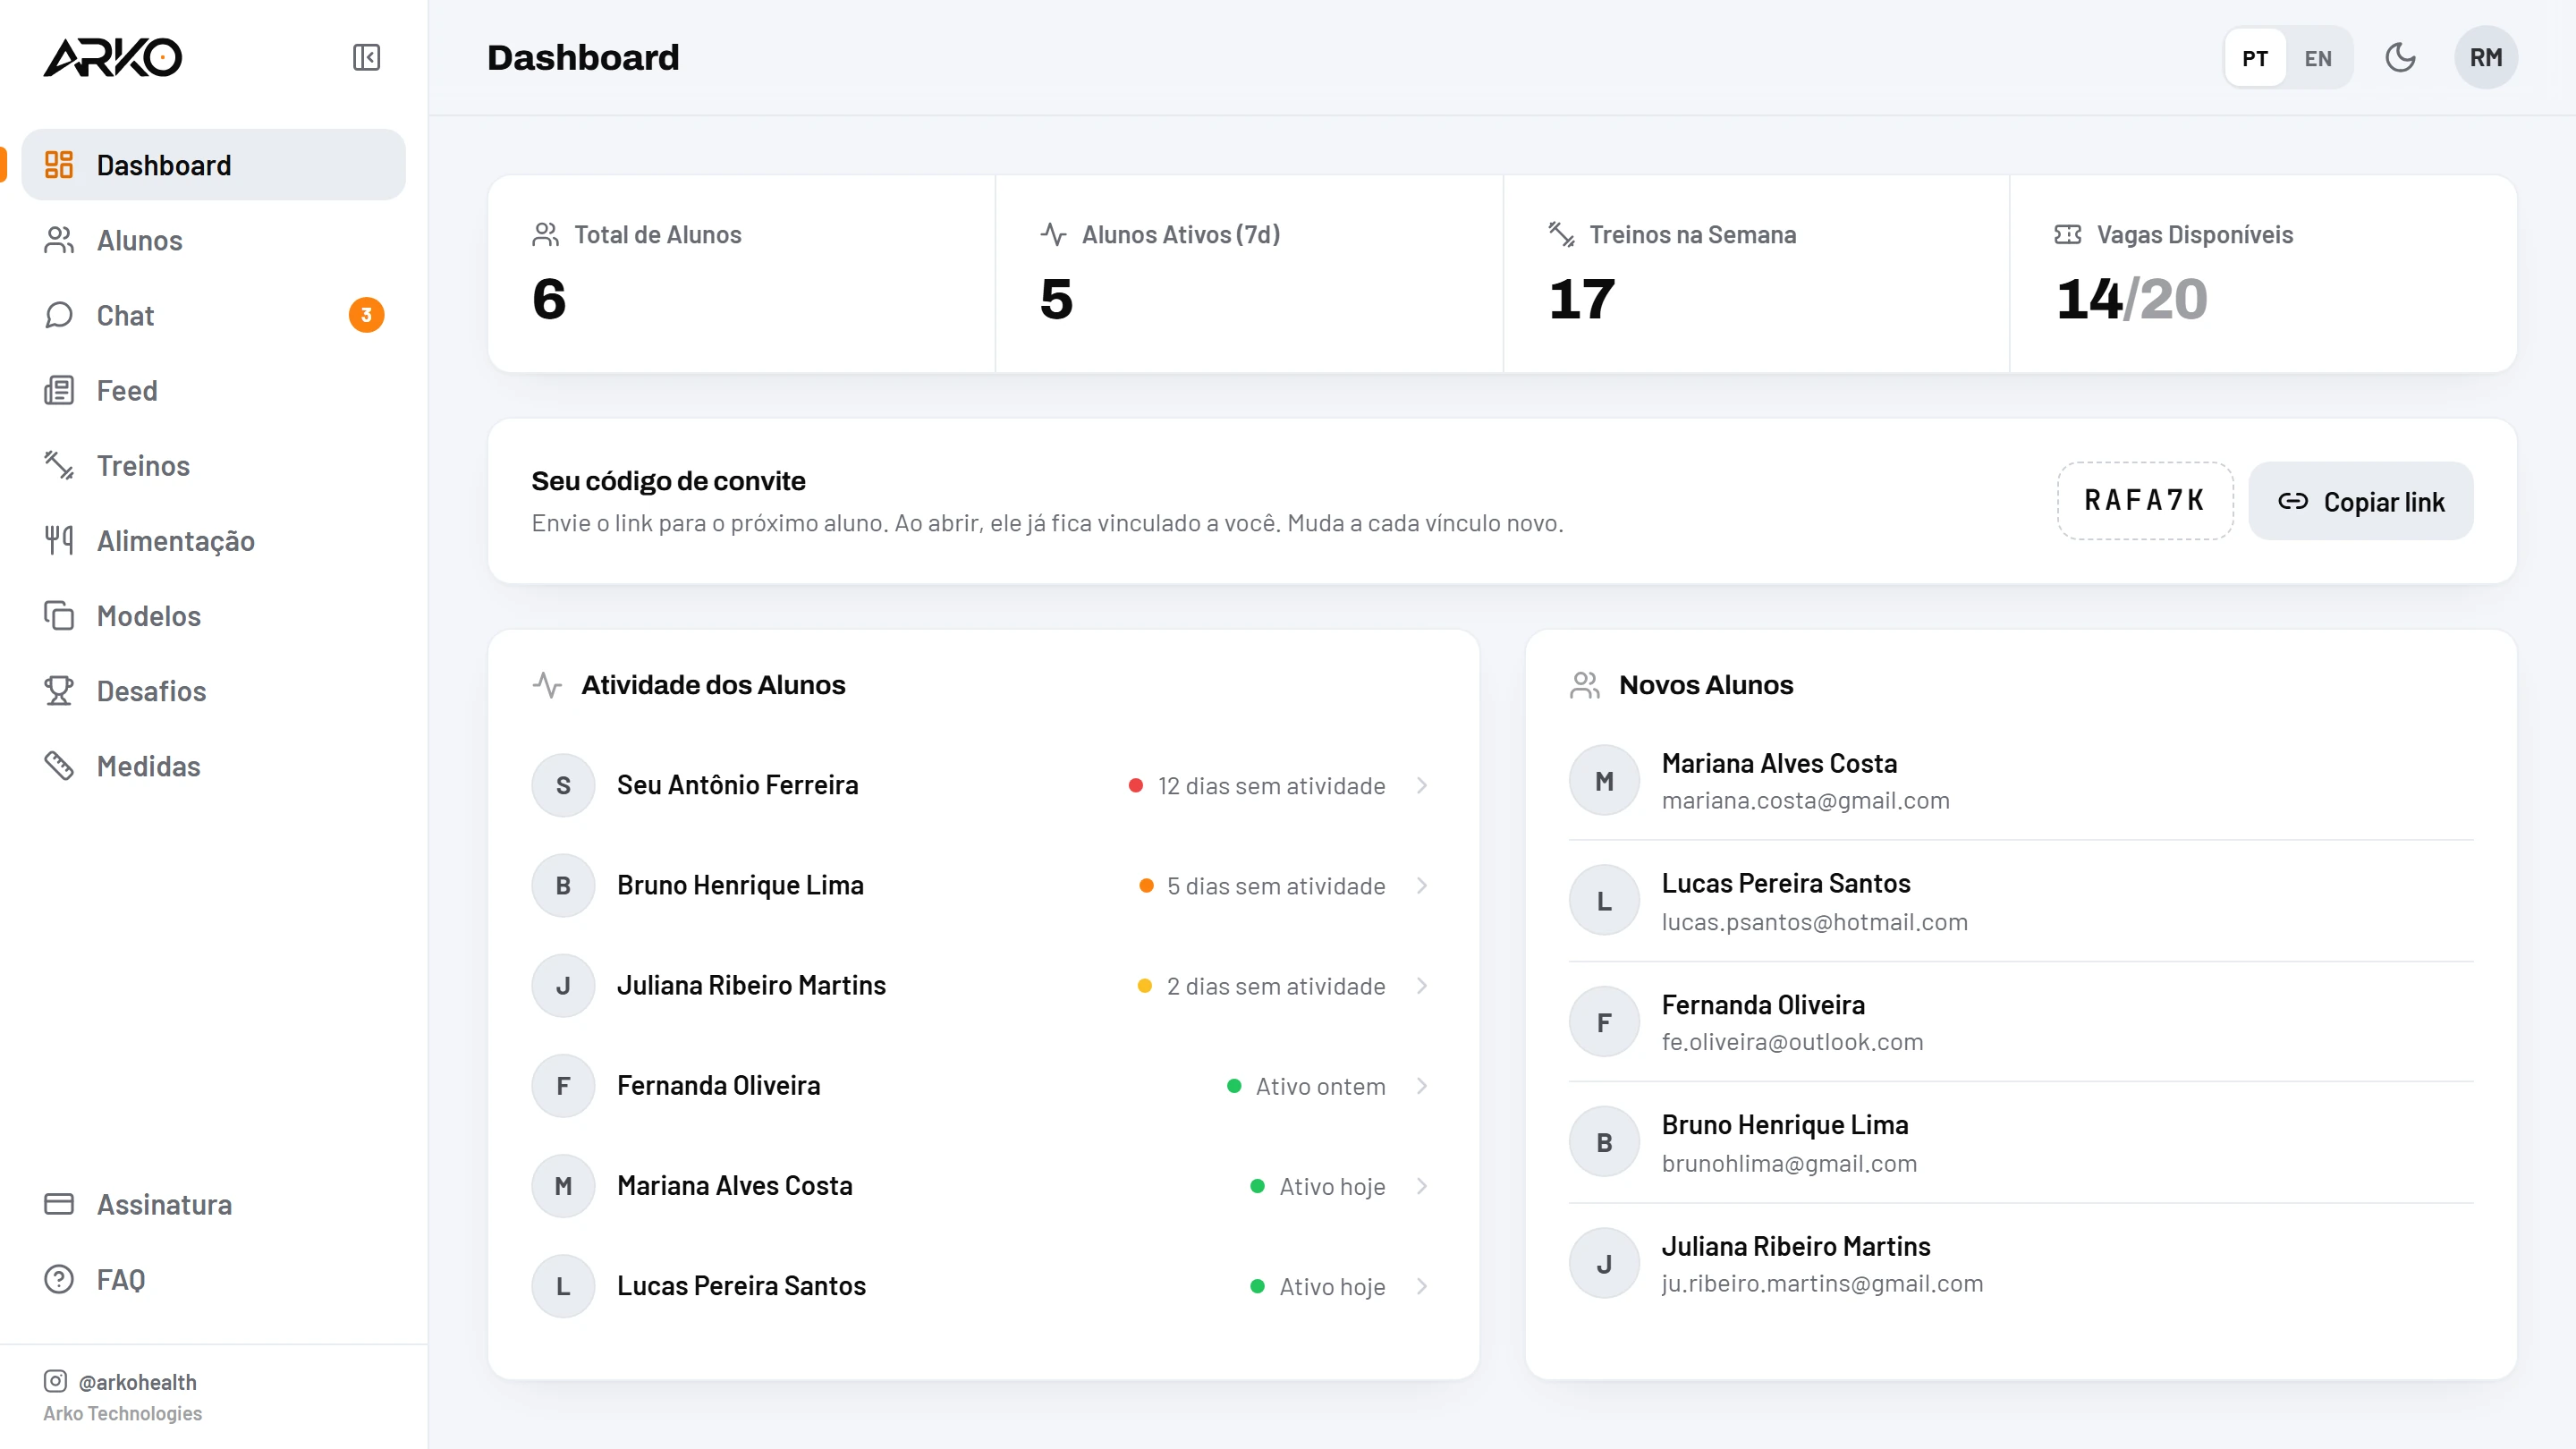 ARKO
Dashboard
Alunos
Chat
3
Feed
Treinos
Alimentação
Modelos
Desafios
Medidas
Assinatura
FAQ
@arkohealth
Arko Technologies
Dashboard
PT
EN
RM
Total de Alunos
6
Alunos Ativos (7d)
5
Treinos na Semana
17
Vagas Disponíveis
14/20
Seu código de convite
Envie o link para o próximo aluno. Ao abrir, ele já fica vinculado a você. Muda a cada vínculo novo.
RAFA7K
Copiar link
Atividade dos Alunos
S Seu Antônio Ferreira 12 dias sem atividade
B Bruno Henrique Lima 5 dias sem atividade
J Juliana Ribeiro Martins 2 dias sem atividade
F Fernanda Oliveira Ativo ontem
M Mariana Alves Costa Ativo hoje
L Lucas Pereira Santos Ativo hoje
Novos Alunos
M
Mariana Alves Costa
mariana.costa@gmail.com
L
Lucas Pereira Santos
lucas.psantos@hotmail.com
F
Fernanda Oliveira
fe.oliveira@outlook.com
B
Bruno Henrique Lima
brunohlima@gmail.com
J
Juliana Ribeiro Martins
ju.ribeiro.martins@gmail.com